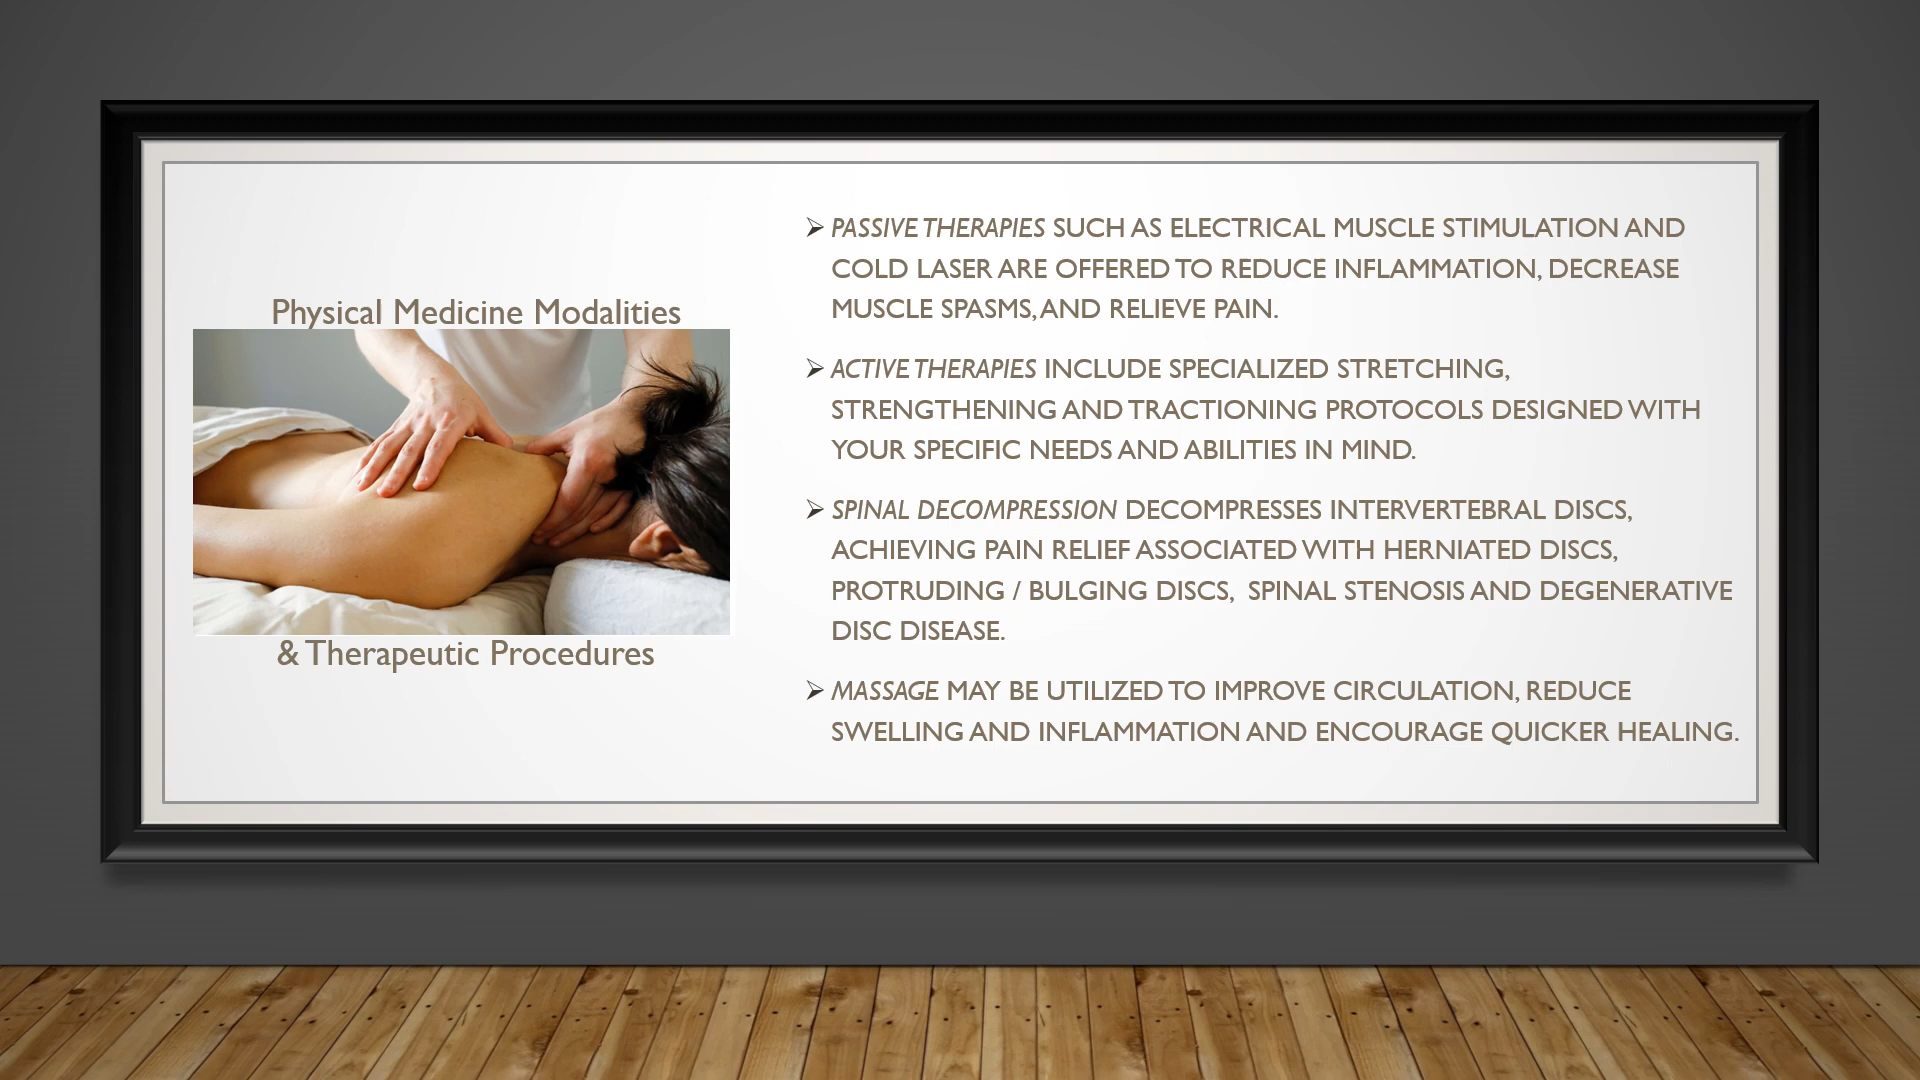 Physical Medicine Modalities
& Therapeutic Procedures
PASSIVE THERAPIES SUCH AS ELECTRICAL MUSCLE STIMULATION AND
COLD LASER ARE OFFERED TO REDUCE INFLAMMATION, DECREASE
MUSCLE SPASMS, AND RELIEVE PAIN.
ACTIVE THERAPIES INCLUDE SPECIALIZED STRETCHING,
STRENGTHENING AND TRACTIONING PROTOCOLS DESIGNED WITH
YOUR SPECIFIC NEEDS AND ABILITIES IN MIND.
SPINAL DECOMPRESSION DECOMPRESSES INTERVERTEBRAL DISCS,
ACHIEVING PAIN RELIEF ASSOCIATED WITH HERNIATED DISCS,
PROTRUDING / BULGING DISCS,  SPINAL STENOSIS AND DEGENERATIVE
DISC DISEASE.
MASSAGE MAY BE UTILIZED TO IMPROVE CIRCULATION, REDUCE
SWELLING AND INFLAMMATION AND ENCOURAGE QUICKER HEALING.